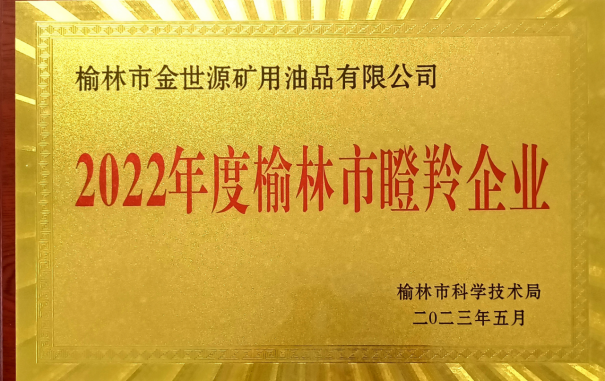 榆林市金世源矿用油品有限公司
2022年度榆林市瞪羚企业
榆林市科学技术局
二〇二三年五月